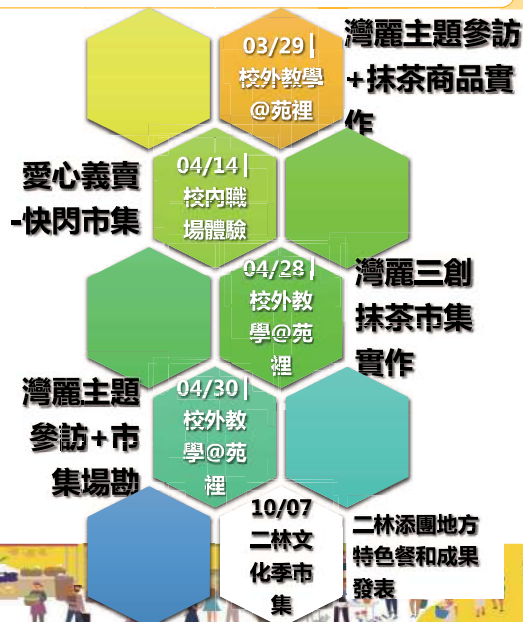 03/29|
校外教學
@苑裡
灣麗主題參訪
+抹茶商品實
作
愛心義賣
-快閃市集
04/14|
校內職
場體驗
04/28|
校外教
學@苑
裡
灣麗三創
抹茶市集
實作
灣麗主題
參訪+市
集場勘
04/30|
校外教
學@苑
裡
10/07
二林文
化季市
集
二林添團地方
特色餐和成果
發表